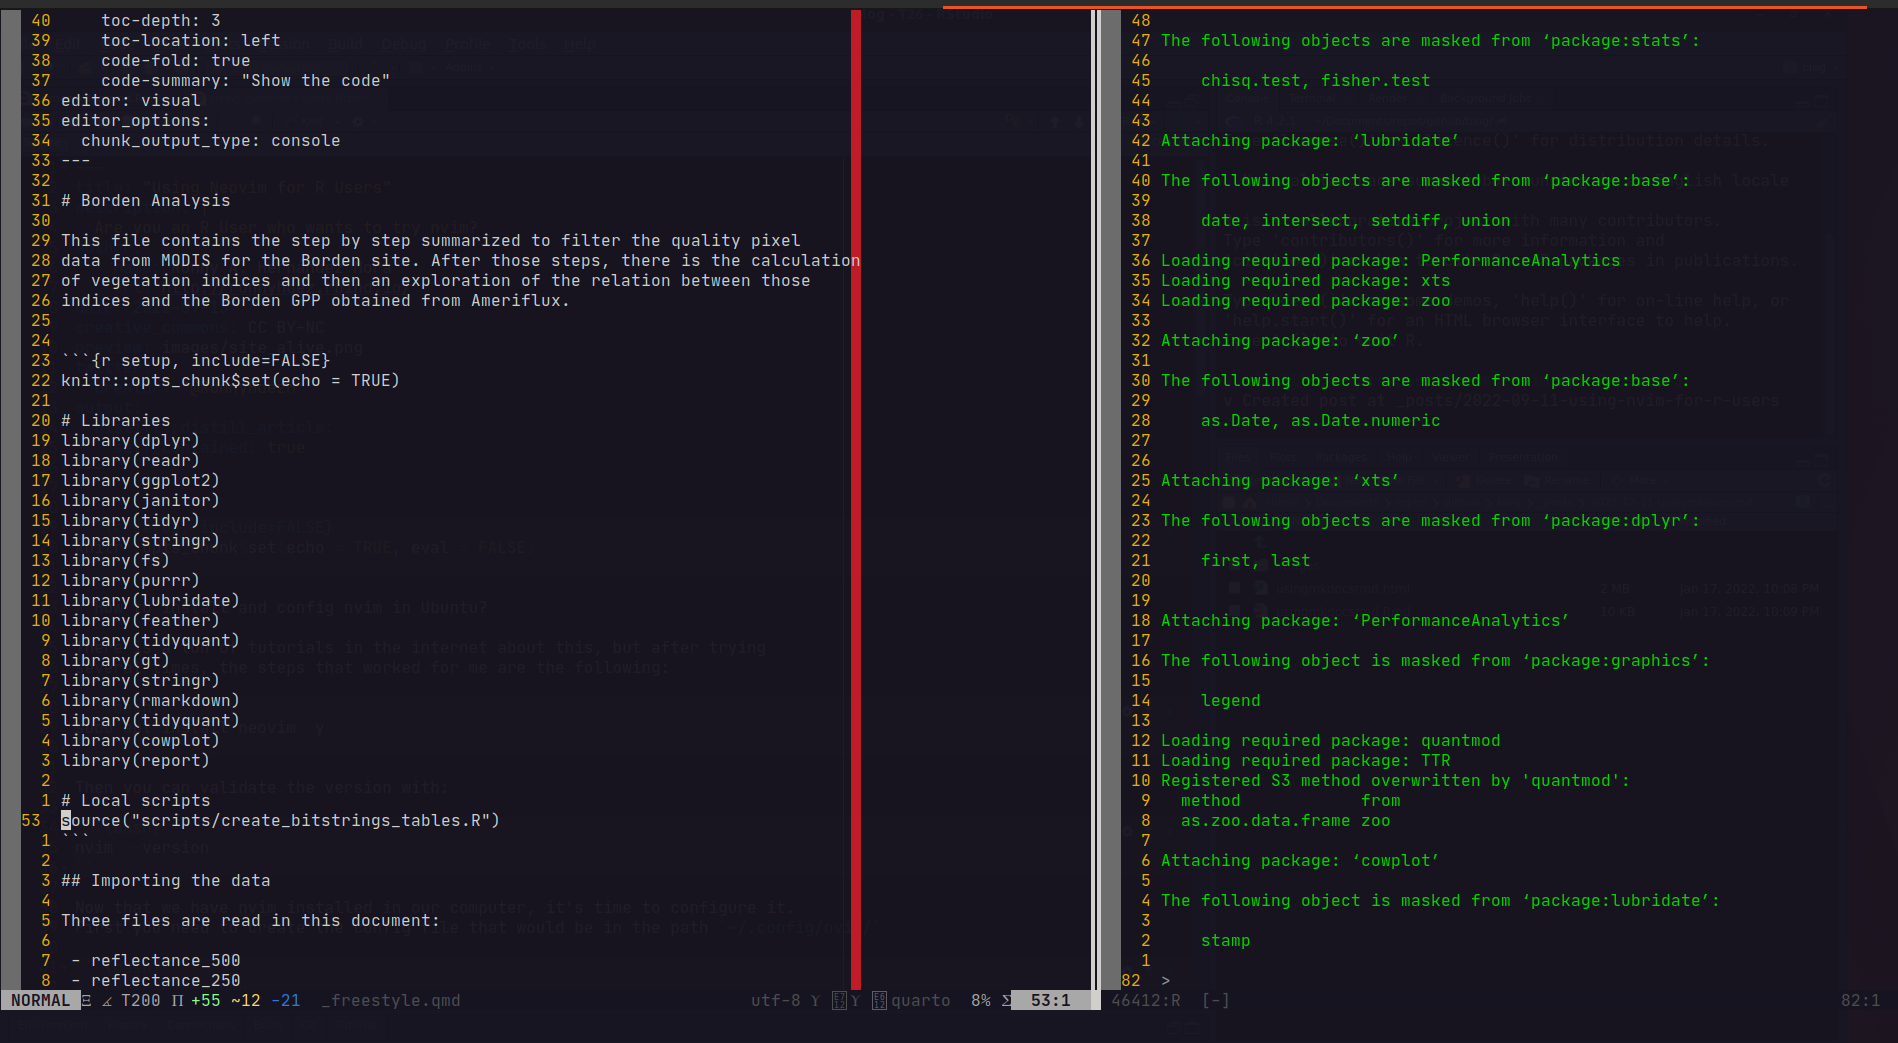 40     toc-depth: 3
39     toc-location: left
38     code-fold: true
37     code-summary: "Show the code"
36 editor: visual
35 editor_options:
34   chunk_output_type: console
33 ---
32
31 # Borden Analysis
30
29 This file contains the step by step summarized to filter the quality pixel
28 data from MODIS for the Borden site. After those steps, there is the calculation
27 of vegetation indices and then an exploration of the relation between those
26 indices and the Borden GPP obtained from Ameriflux.
25
24
23 ```{r setup, include=FALSE}
22 knitr::opts_chunk$set(echo = TRUE)
21
20 # Libraries
19 library(dplyr)
18 library(readr)
17 library(ggplot2)
16 library(janitor)
15 library(tidyr)
14 library(stringr)
13 library(fs)
12 library(purrr)
11 library(lubridate)
10 library(feather)
9 library(tidyquant)
8 library(gt)
7 library(stringr)
6 library(rmarkdown)
5 library(tidyquant)
4 library(cowplot)
3 library(report)
2
1 # Local scripts
53 source("scripts/create_bitstrings_tables.R")
1 ```
2
3 ## Importing the data
4
5 Three files are read in this document:
6
7  - reflectance_500
8  - reflectance_250
NORMAL Ξ T200 Π +55 ~12 -21 _freestyle.qmd utf-8 quarto 8% Σ 53:1
48
47 The following objects are masked from ‘package:stats’:
46
45     chisq.test, fisher.test
44
43
42 Attaching package: ‘lubridate’
41
40 The following objects are masked from ‘package:base’:
39
38     date, intersect, setdiff, union
37
36 Loading required package: PerformanceAnalytics
35 Loading required package: xts
34 Loading required package: zoo
33
32 Attaching package: ‘zoo’
31
30 The following objects are masked from ‘package:base’:
29
28     as.Date, as.Date.numeric
27
26
25 Attaching package: ‘xts’
24
23 The following objects are masked from ‘package:dplyr’:
22
21     first, last
20
19
18 Attaching package: ‘PerformanceAnalytics’
17
16 The following object is masked from ‘package:graphics’:
15
14     legend
13
12 Loading required package: quantmod
11 Loading required package: TTR
10 Registered S3 method overwritten by 'quantmod':
9   method            from
8   as.zoo.data.frame zoo
7
6 Attaching package: ‘cowplot’
5
4 The following object is masked from ‘package:lubridate’:
3
2     stamp
1
82 >
46412:R [-] 82:1